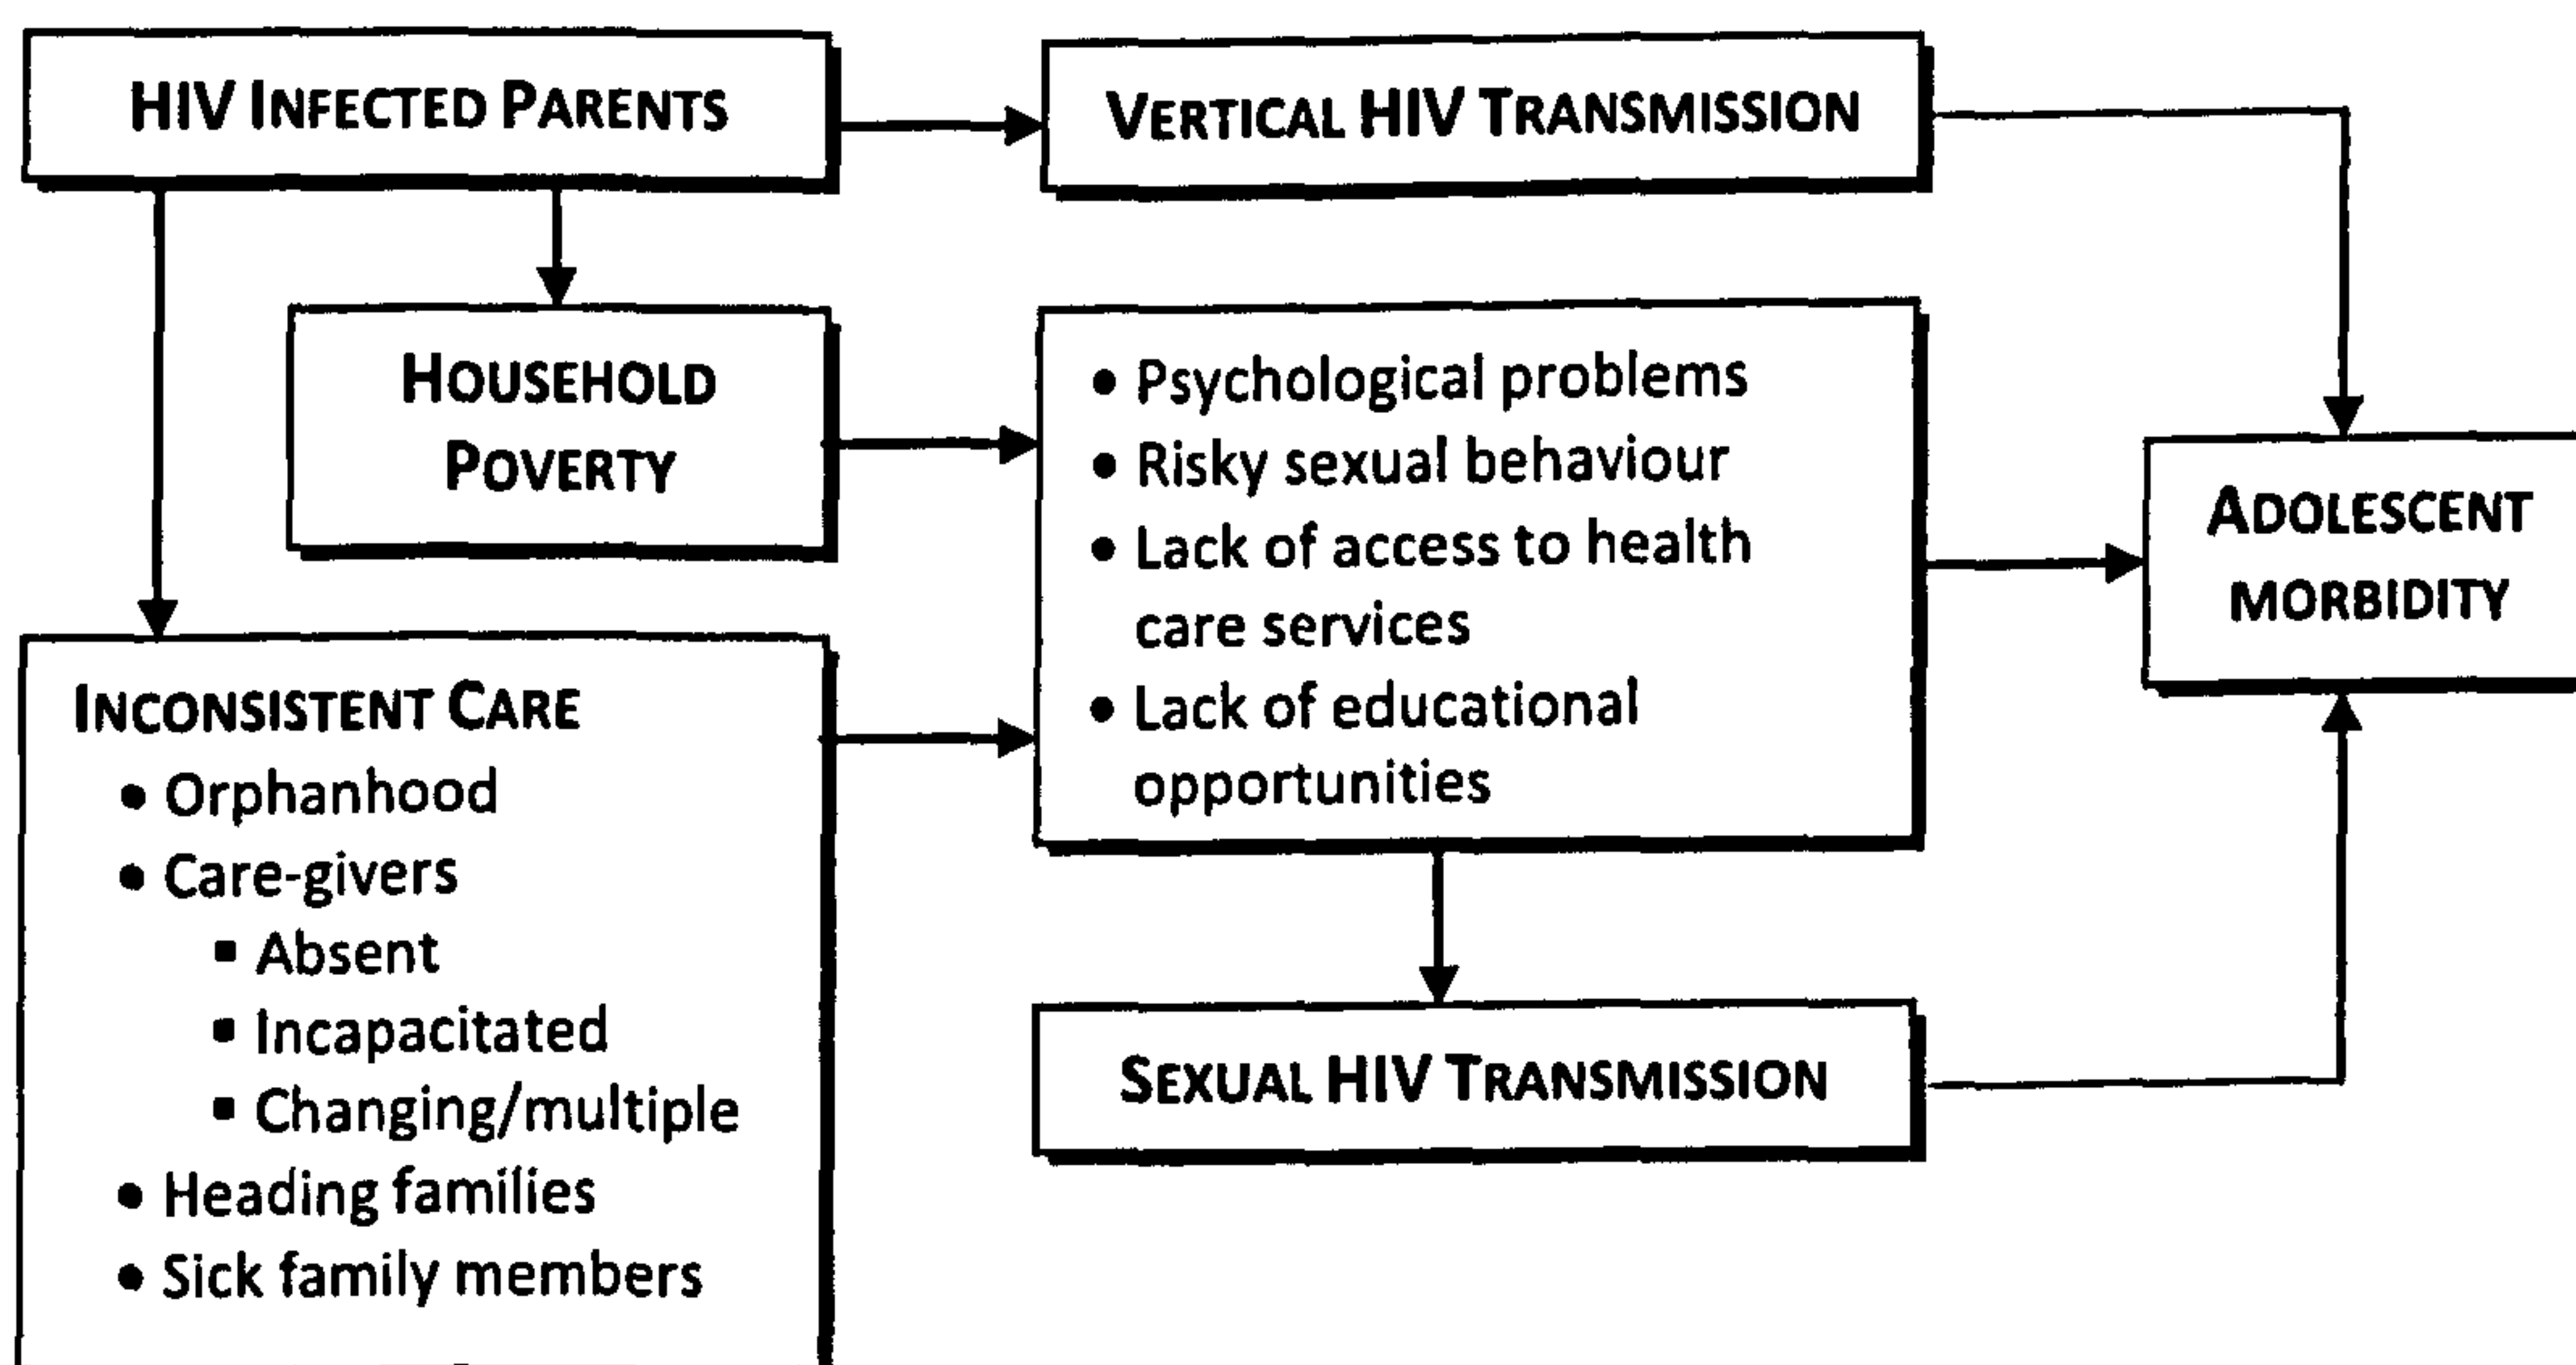 HIV INFECTED PARENTS
VERTICAL HIV TRANSMISSION
HOUSEHOLD
POVERTY
• Psychological problems
• Risky sexual behaviour
• Lack of access to health
care services
• Lack of educational
opportunities
ADOLESCENT
MORBIDITY
INCONSISTENT CARE
• Orphanhood
• Care-givers
▪ Absent
▪ Incapacitated
▪ Changing/multiple
• Heading families
• Sick family members
SEXUAL HIV TRANSMISSION